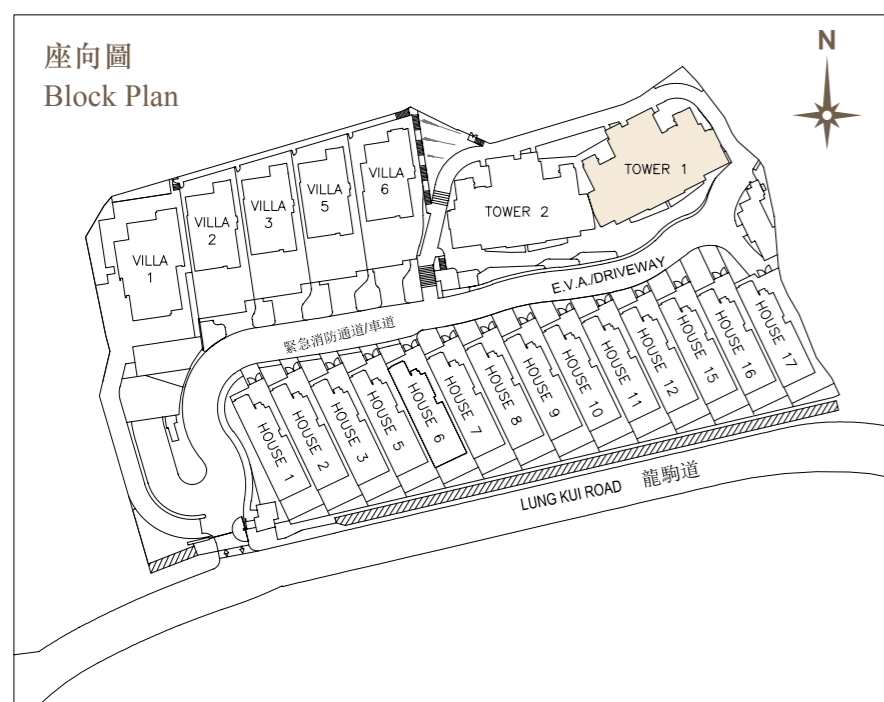 座向圖
Block Plan
N
VILLA
1
VILLA
2
VILLA
3
VILLA
5
VILLA
6
TOWER 2
TOWER 1
E.V.A./DRIVEWAY
緊急消防通道/車道
HOUSE 1
HOUSE 2
HOUSE 3
HOUSE 5
HOUSE 6
HOUSE 7
HOUSE 8
HOUSE 9
HOUSE 10
HOUSE 11
HOUSE 12
HOUSE 15
HOUSE 16
HOUSE 17
LUNG KUI ROAD 龍駒道